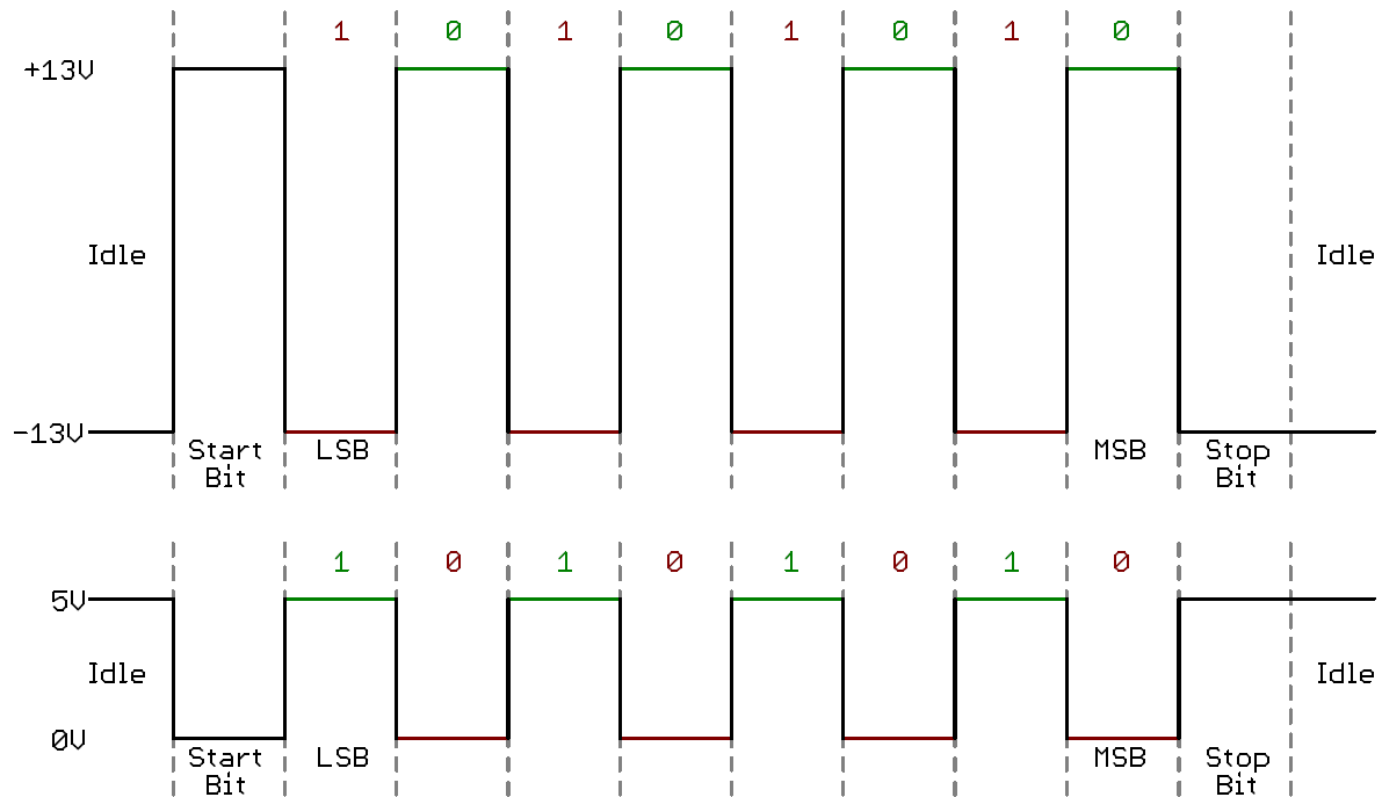 1 0 1 0 1 0 1 0
+13V
Idle Idle
-13V
Start Bit LSB MSB Stop Bit
1 0 1 0 1 0 1 0
5V
Idle Idle
0V
Start Bit LSB MSB Stop Bit